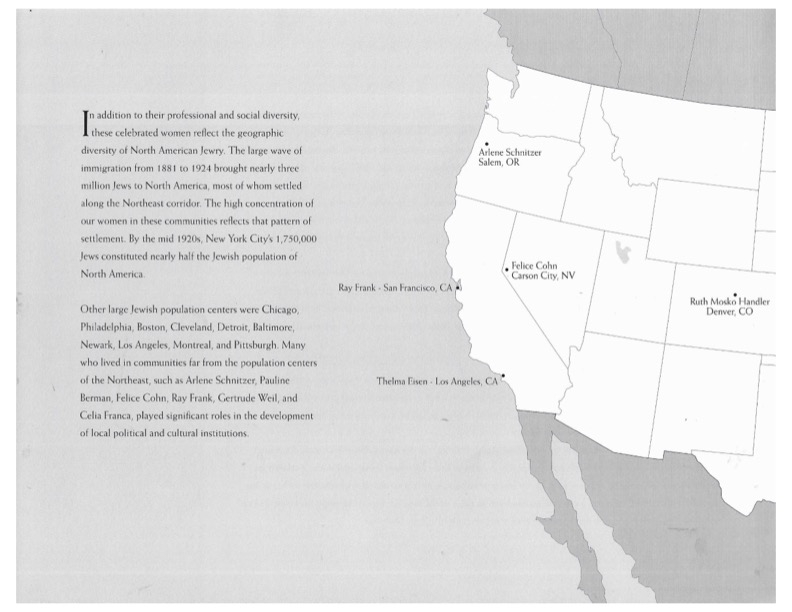 In addition to their professional and social diversity,
these celebrated women reflect the geographic
diversity of North American Jewry. The large wave of
immigration from 1881 to 1924 brought nearly three
million Jews to North America, most of whom settled
along the Northeast corridor. The high concentration of
our women in these communities reflects that pattern of
settlement. By the mid 1920s, New York City's 1,750,000
Jews constituted nearly half the Jewish population of
North America.
Other large Jewish population centers were Chicago,
Philadelphia, Boston, Cleveland, Detroit, Baltimore,
Newark, Los Angeles, Montreal, and Pittsburgh. Many
who lived in communities far from the population centers
of the Northeast, such as Arlene Schnitzer, Pauline
Berman, Felice Cohn, Ray Frank, Gertrude Weil, and
Celia Franca, played significant roles in the development
of local political and cultural institutions.
Arlene Schnitzer
Salem, OR
Felice Cohn
Carson City, NV
Ray Frank - San Francisco, CA
Ruth Mosko Handler
Denver, CO
Thelma Eisen - Los Angeles, CA